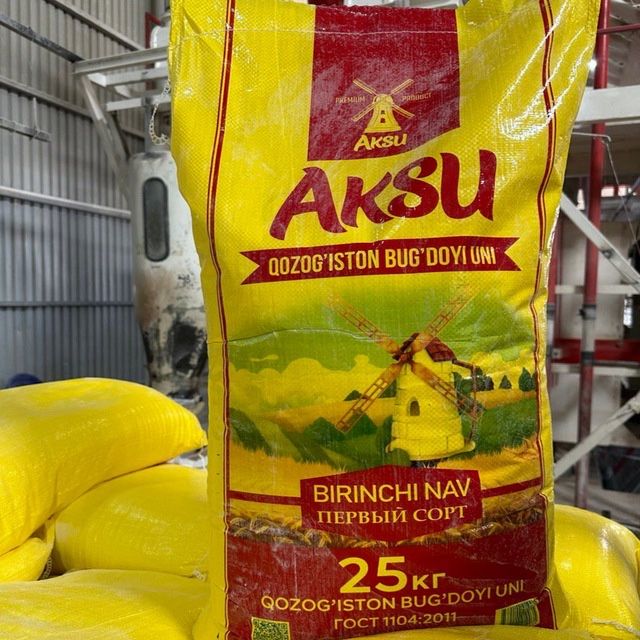 PREMIUM PRODUCT
AKSU
AKSU
QOZOG'ISTON BUG'DOYI UNI
BIRINCHI NAV
ПЕРВЫЙ СОРТ
25КГ
QOZOG'ISTON BUG'DOYI UNI
ГОСТ 1104:2011